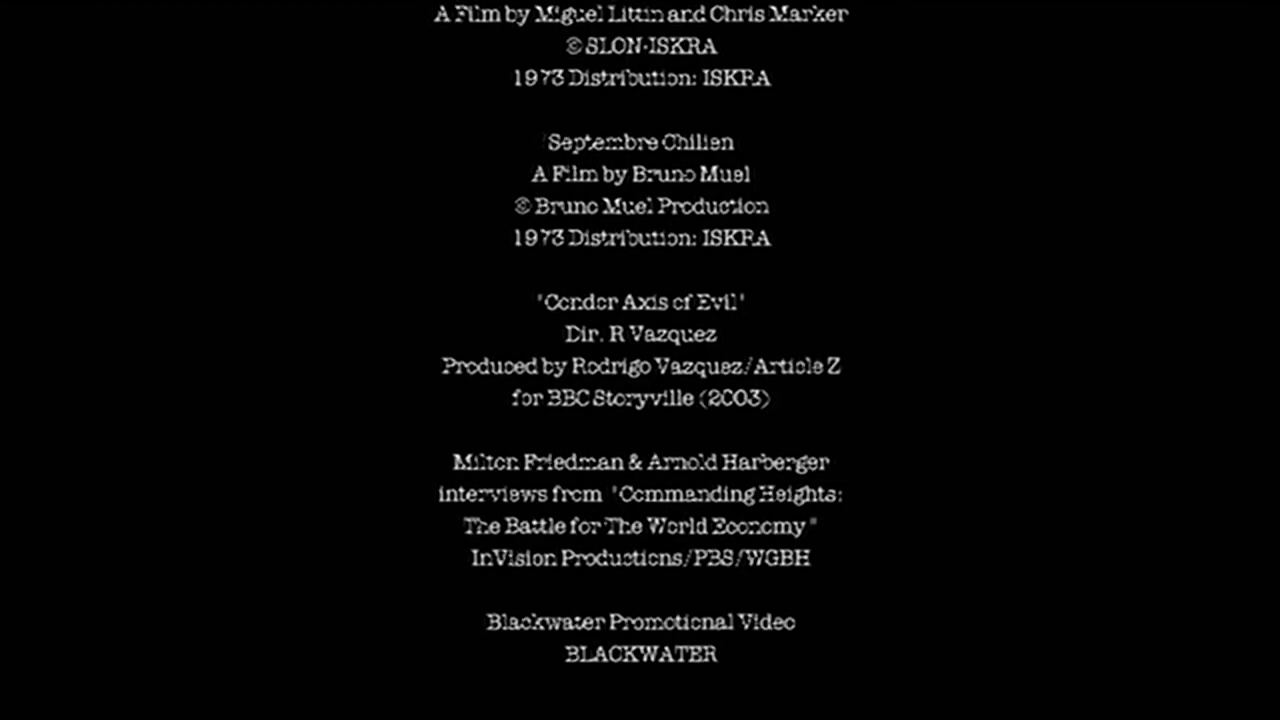 A Film by Miguel Littin and Chris Marker
© SLON-ISKRA
1973 Distribution: ISKRA
Septembre Chilien
A Film by Bruno Muel
© Bruno Muel Production
1973 Distribution: ISKRA
'Condor Axis of Evil'
Dir. R Vazquez
Produced by Rodrigo Vazquez/Article Z
for BBC Storyville (2003)
Milton Friedman & Arnold Harberger
interviews from "Commanding Heights:
The Battle for The World Economy"
InVision Productions/PBS/WGBH
Blackwater Promotional Video
BLACKWATER